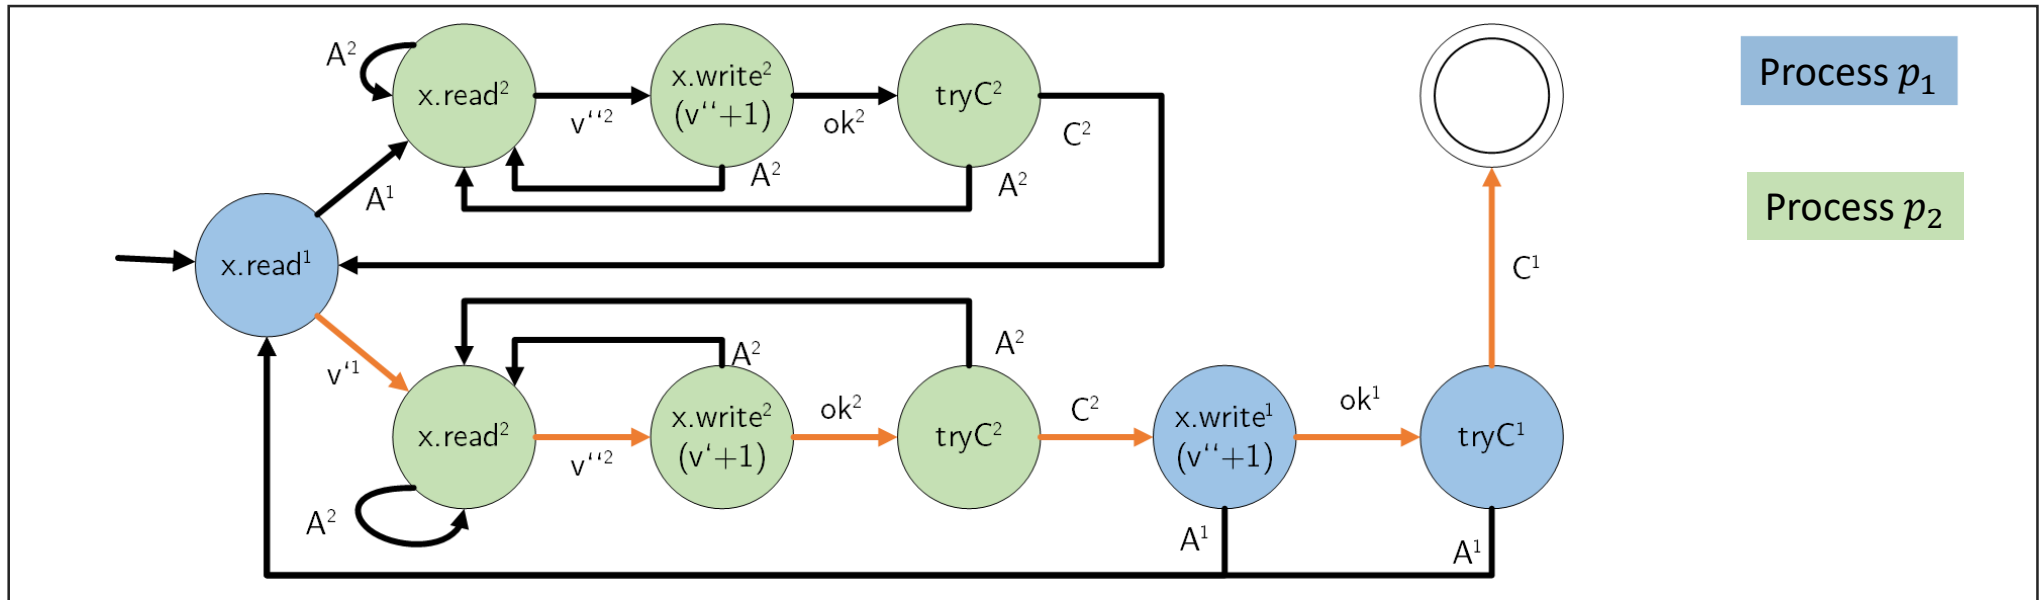 A²
x.read²
v‘‘²
x.write²
(v‘‘+1)
ok²
tryC²
C²
A²
A²
A¹
x.read¹
Process p₁
Process p₂
C¹
v‘¹
A²
A²
x.read²
v‘‘²
x.write²
(v‘+1)
ok²
tryC²
C²
x.write¹
(v‘‘+1)
ok¹
tryC¹
A²
A¹
A¹